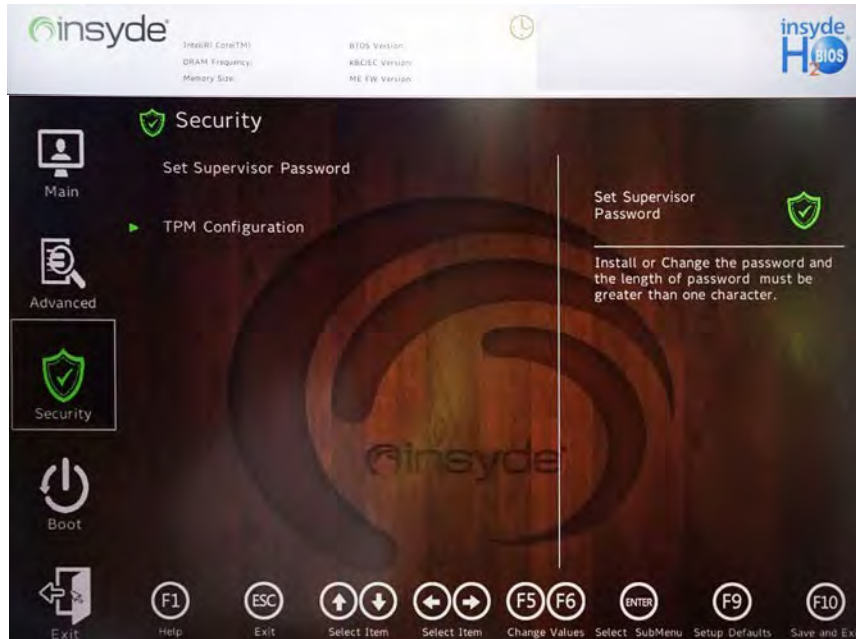 insyde
insyde
H2O
BIOS
Intel(R) Core(TM)
BIOS Version:
DRAM Frequency:
KBC/EC Version:
Memory Size:
ME FW Version:
Security
Set Supervisor Password
TPM Configuration
Main
Advanced
Security
Boot
Exit
Set Supervisor
Password
Install or Change the password and
the length of password must be
greater than one character.
insyde
F1
Help
ESC
Exit
Select Item
Select Item
F5 F6
Change Values
ENTER
Select SubMenu
F9
Setup Defaults
F10
Save and Ex